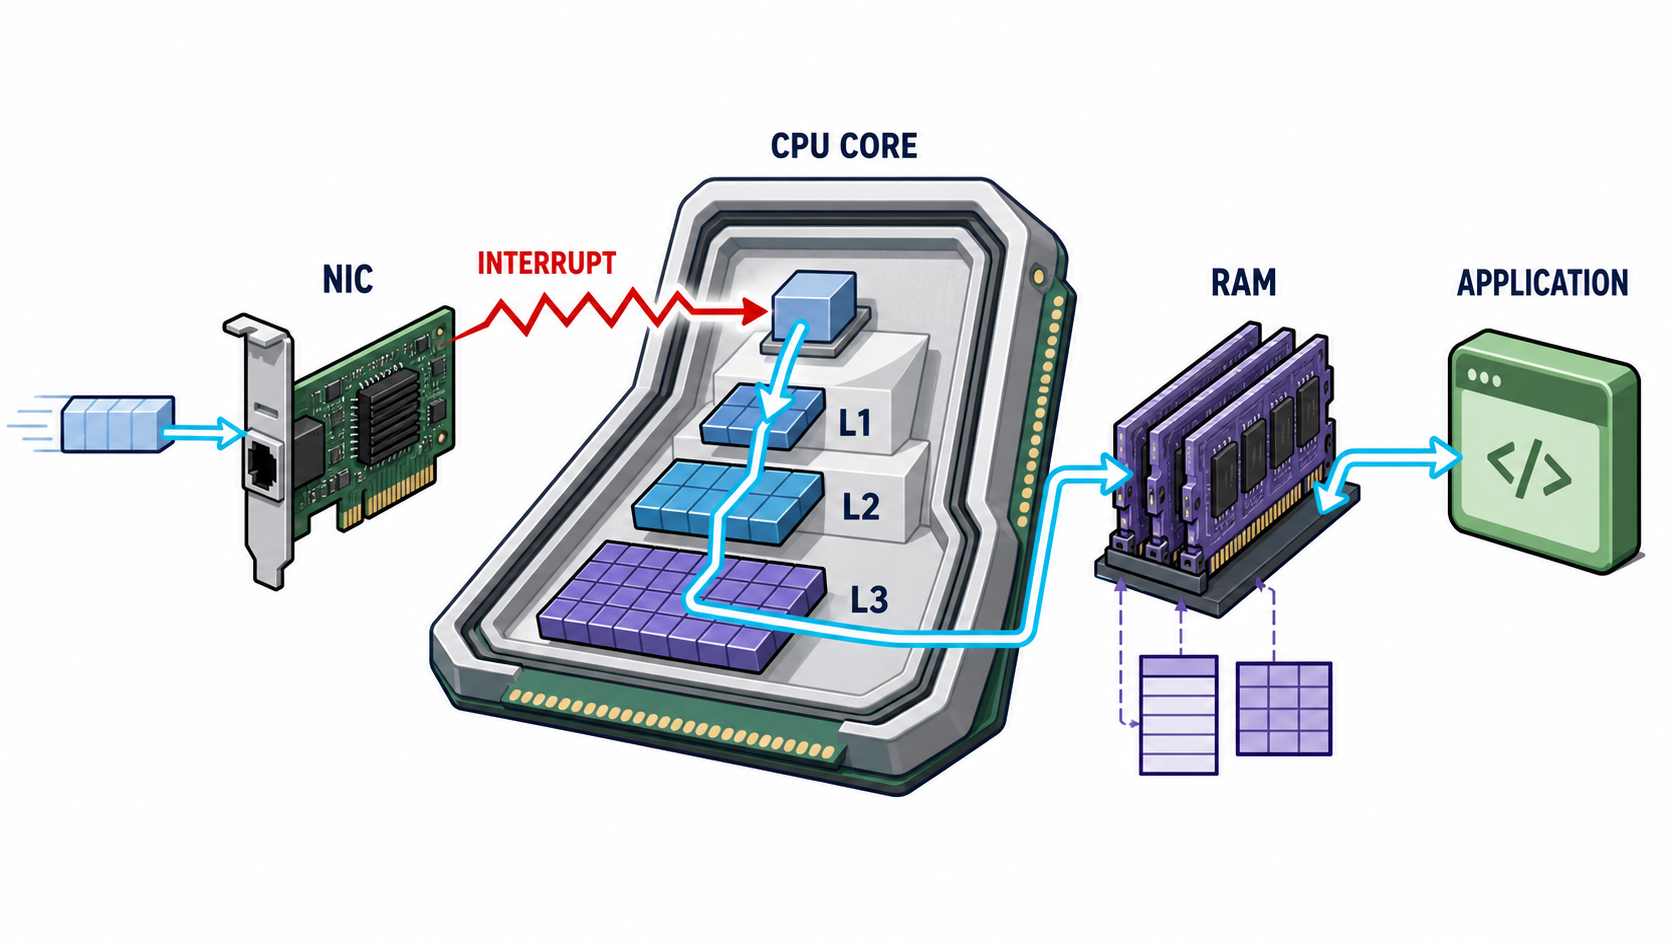 CPU CORE
INTERRUPT
NIC
RAM
APPLICATION
L1
</>
L2
L3